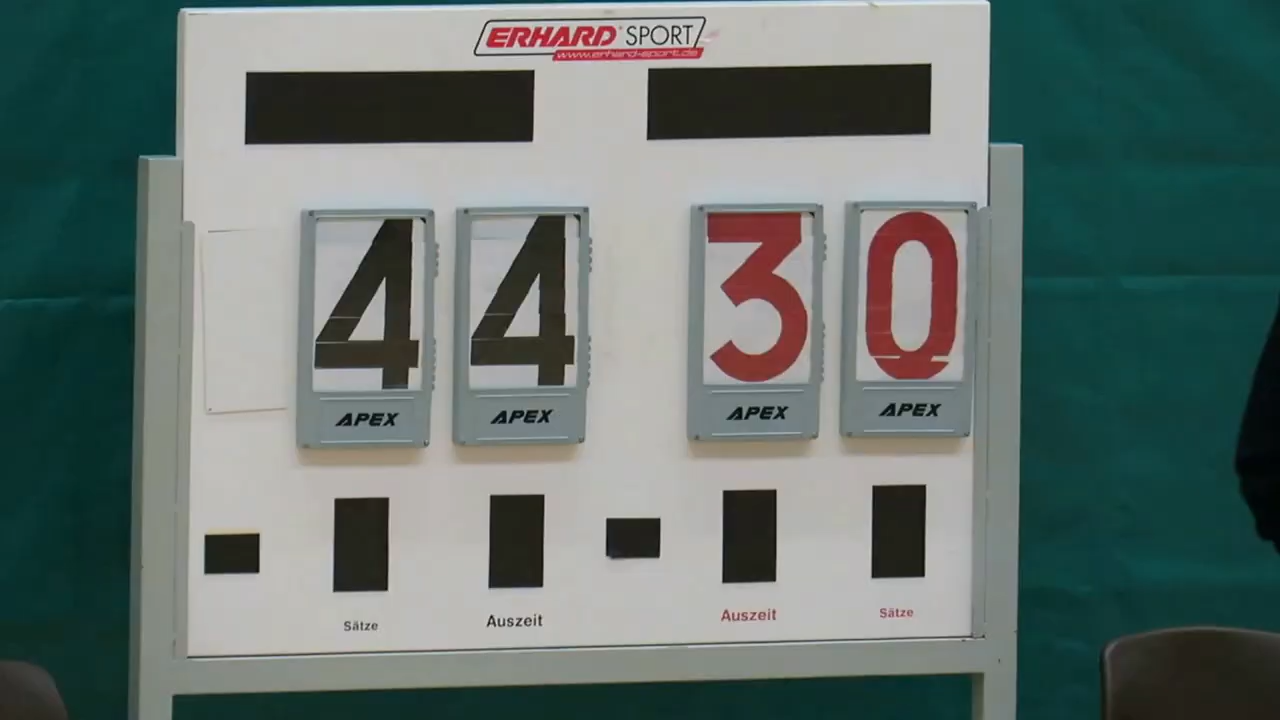 ERHARD SPORT
www.erhard-sport.de
44 30
APEX APEX APEX APEX
Sätze Auszeit Auszeit Sätze